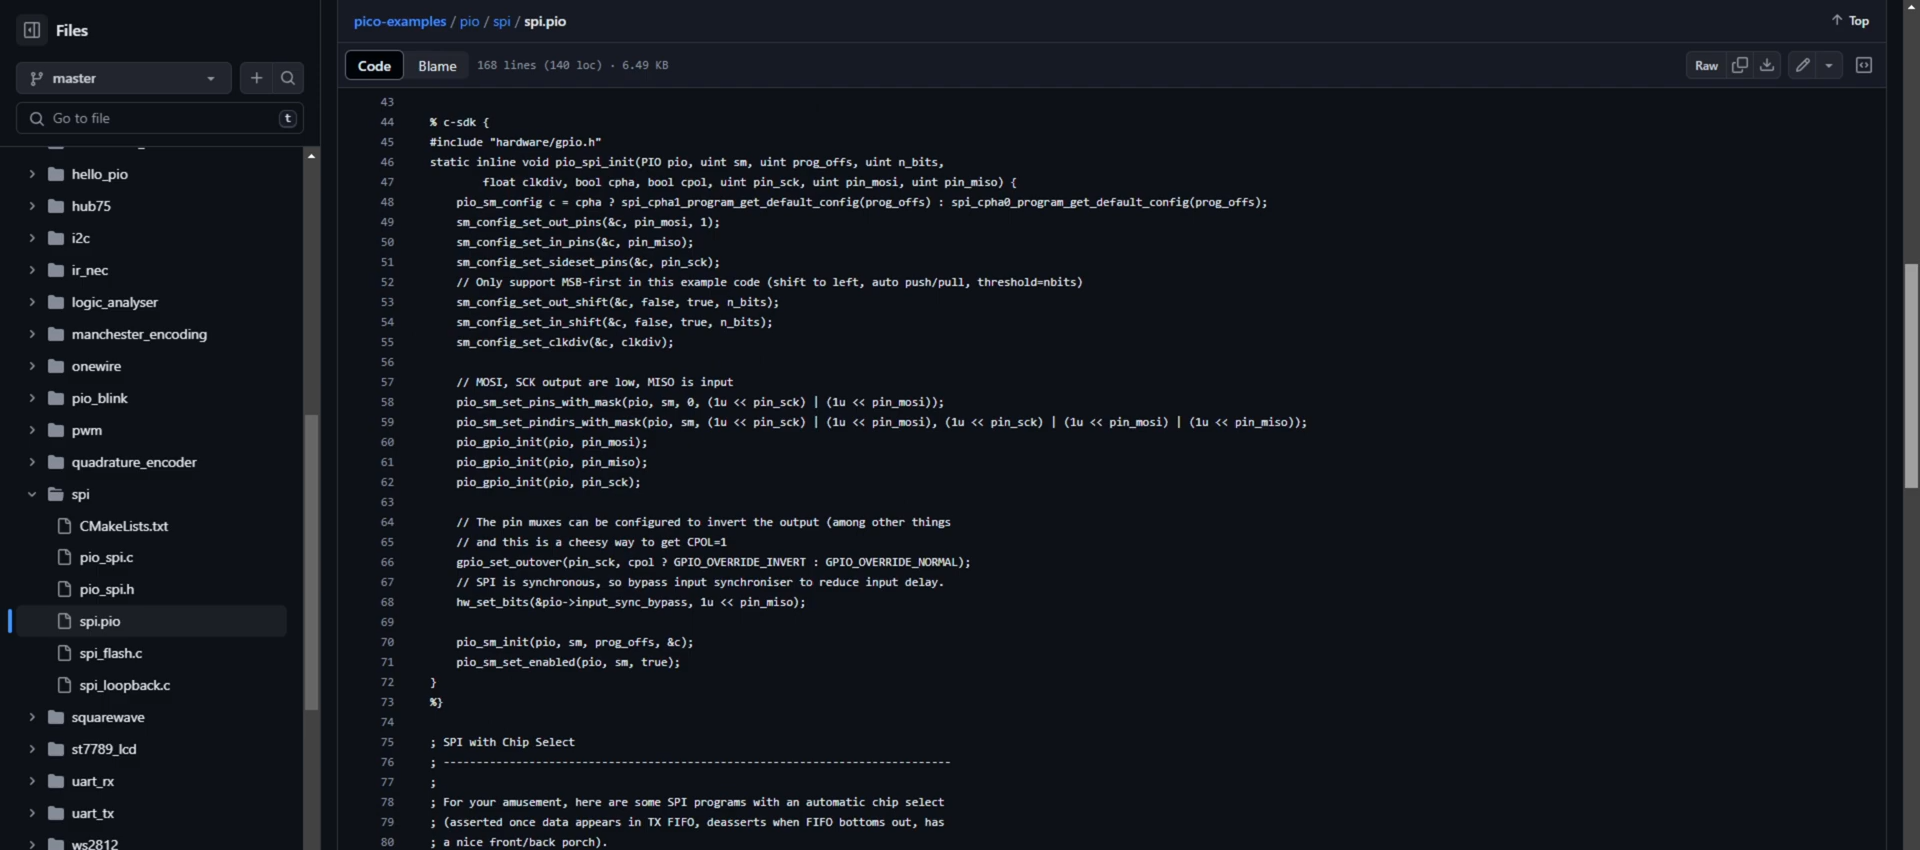 Files
master
Go to file
t
hello_pio
hub75
i2c
ir_nec
logic_analyser
manchester_encoding
onewire
pio_blink
pwm
quadrature_encoder
spi
CMakeLists.txt
pio_spi.c
pio_spi.h
spi.pio
spi_flash.c
spi_loopback.c
squarewave
st7789_lcd
uart_rx
uart_tx
ws2812
pico-examples / pio / spi / spi.pio
Top
Code Blame 168 lines (140 loc) · 6.49 KB
Raw
43
44 % c-sdk {
45 #include "hardware/gpio.h"
46 static inline void pio_spi_init(PIO pio, uint sm, uint prog_offs, uint n_bits,
47 float clkdiv, bool cpha, bool cpol, uint pin_sck, uint pin_mosi, uint pin_miso) {
48 pio_sm_config c = cpha ? spi_cpha1_program_get_default_config(prog_offs) : spi_cpha0_program_get_default_config(prog_offs);
49 sm_config_set_out_pins(&c, pin_mosi, 1);
50 sm_config_set_in_pins(&c, pin_miso);
51 sm_config_set_sideset_pins(&c, pin_sck);
52 // Only support MSB-first in this example code (shift to left, auto push/pull, threshold=nbits)
53 sm_config_set_out_shift(&c, false, true, n_bits);
54 sm_config_set_in_shift(&c, false, true, n_bits);
55 sm_config_set_clkdiv(&c, clkdiv);
56
57 // MOSI, SCK output are low, MISO is input
58 pio_sm_set_pins_with_mask(pio, sm, 0, (1u << pin_sck) | (1u << pin_mosi));
59 pio_sm_set_pindirs_with_mask(pio, sm, (1u << pin_sck) | (1u << pin_mosi), (1u << pin_sck) | (1u << pin_mosi) | (1u << pin_miso));
60 pio_gpio_init(pio, pin_mosi);
61 pio_gpio_init(pio, pin_miso);
62 pio_gpio_init(pio, pin_sck);
63
64 // The pin muxes can be configured to invert the output (among other things
65 // and this is a cheesy way to get CPOL=1
66 gpio_set_outover(pin_sck, cpol ? GPIO_OVERRIDE_INVERT : GPIO_OVERRIDE_NORMAL);
67 // SPI is synchronous, so bypass input synchroniser to reduce input delay.
68 hw_set_bits(&pio->input_sync_bypass, 1u << pin_miso);
69
70 pio_sm_init(pio, sm, prog_offs, &c);
71 pio_sm_set_enabled(pio, sm, true);
72 }
73 %}
74
75 ; SPI with Chip Select
76 ; -----------------------------------------------------------------------------
77 ;
78 ; For your amusement, here are some SPI programs with an automatic chip select
79 ; (asserted once data appears in TX FIFO, deasserts when FIFO bottoms out, has
80 ; a nice front/back porch).